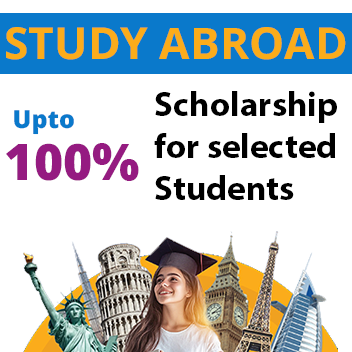 STUDY ABROAD
Upto
100%
Scholarship
for selected
Students